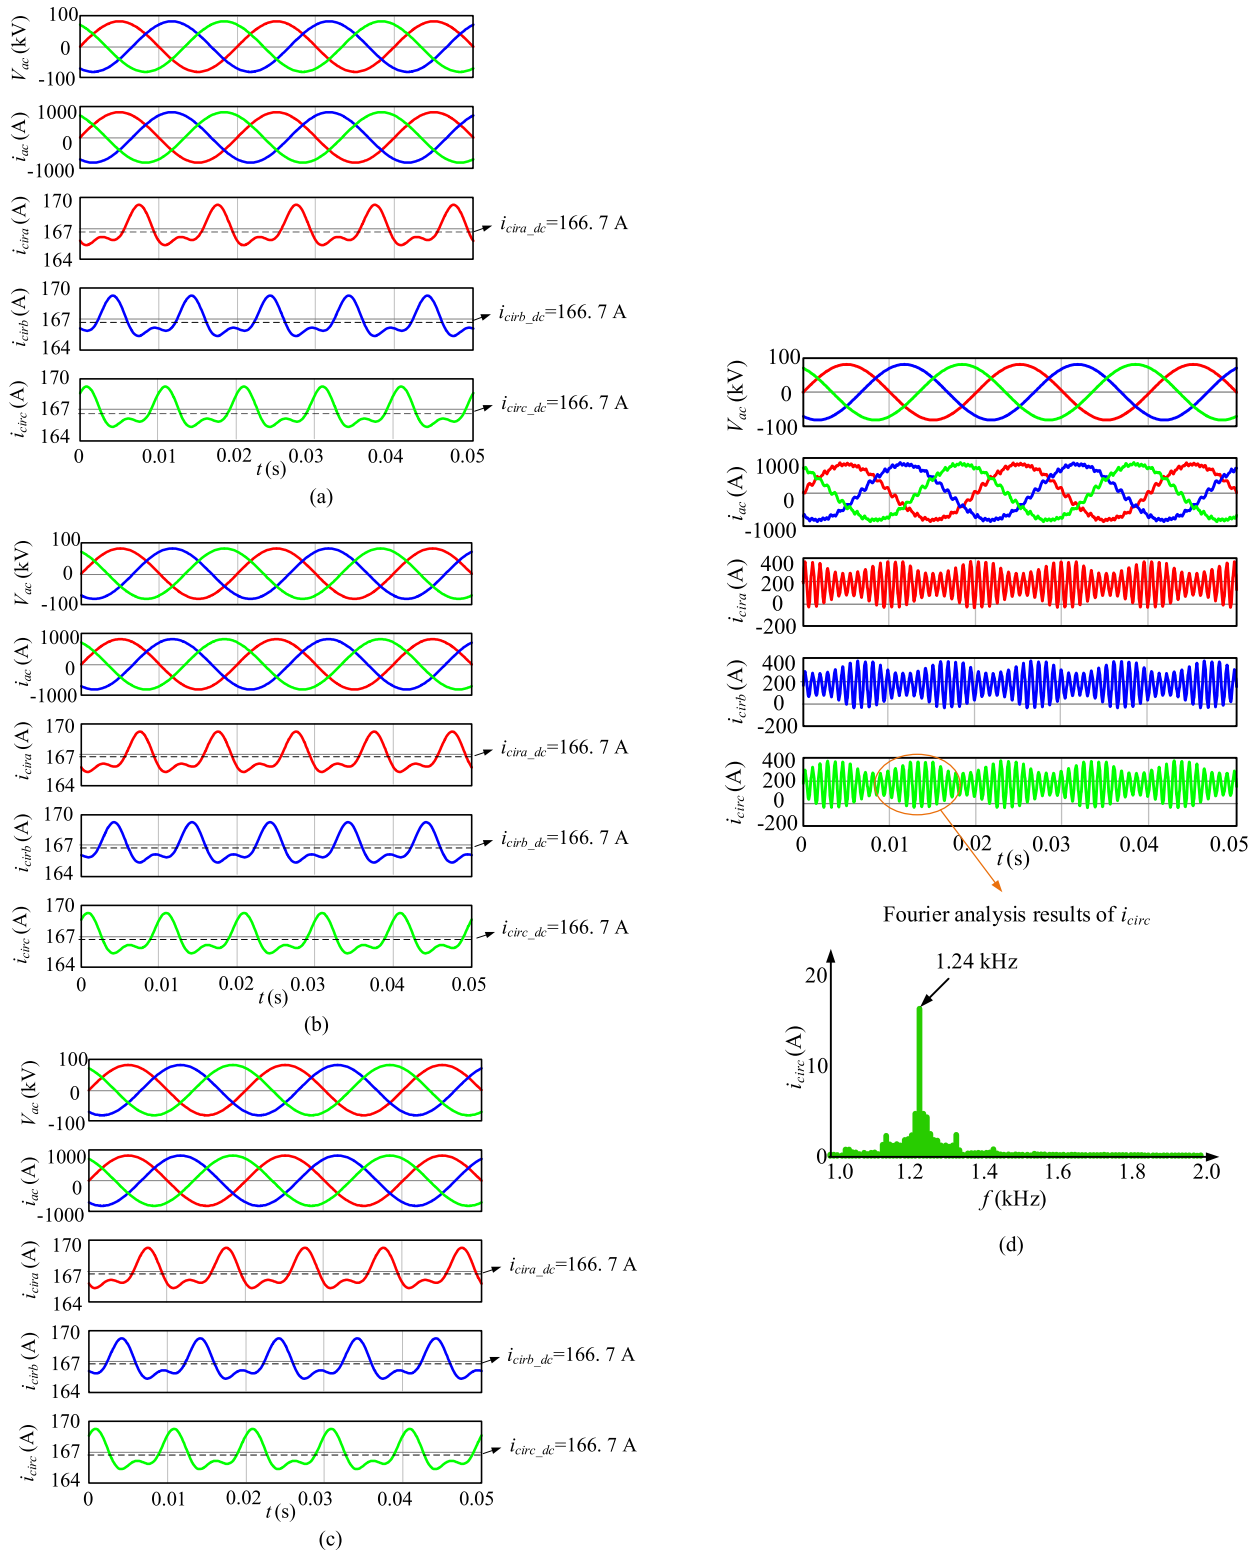 100
0
-100
V_ac (kV)
1000
0
-1000
i_ac (A)
170
167
164
i_cira (A)
i_cira_dc=166. 7 A
170
167
164
i_cirb (A)
i_cirb_dc=166. 7 A
170
167
164
i_circ (A)
i_circ_dc=166. 7 A
0 0.01 0.02 0.03 0.04 0.05
t (s)
(a)
100
0
-100
V_ac (kV)
1000
0
-1000
i_ac (A)
170
167
164
i_cira (A)
i_cira_dc=166. 7 A
170
167
164
i_cirb (A)
i_cirb_dc=166. 7 A
170
167
164
i_circ (A)
i_circ_dc=166. 7 A
0 0.01 0.02 0.03 0.04 0.05
t (s)
(b)
100
0
-100
V_ac (kV)
1000
0
-1000
i_ac (A)
170
167
164
i_cira (A)
i_cira_dc=166. 7 A
170
167
164
i_cirb (A)
i_cirb_dc=166. 7 A
170
167
164
i_circ (A)
i_circ_dc=166. 7 A
0 0.01 0.02 0.03 0.04 0.05
t (s)
(c)
100
0
-100
V_ac (kV)
1000
0
-1000
i_ac (A)
400
200
0
-200
i_cira (A)
400
200
0
-200
i_cirb (A)
400
200
0
-200
i_circ (A)
0 0.01 0.02 0.03 0.04 0.05
t (s)
Fourier analysis results of i_circ
1.24 kHz
20
10
0
i_circ (A)
1.0 1.2 1.4 1.6 1.8 2.0
f (kHz)
(d)